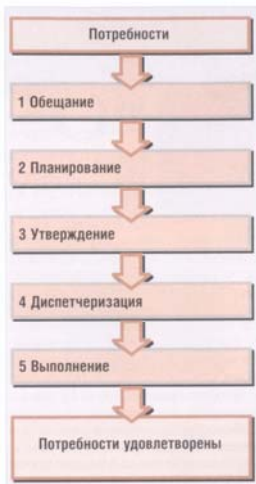 Потребности
1 Обещание
2 Планирование
3 Утверждение
4 Диспетчеризация
5 Выполнение
Потребности удовлетворены